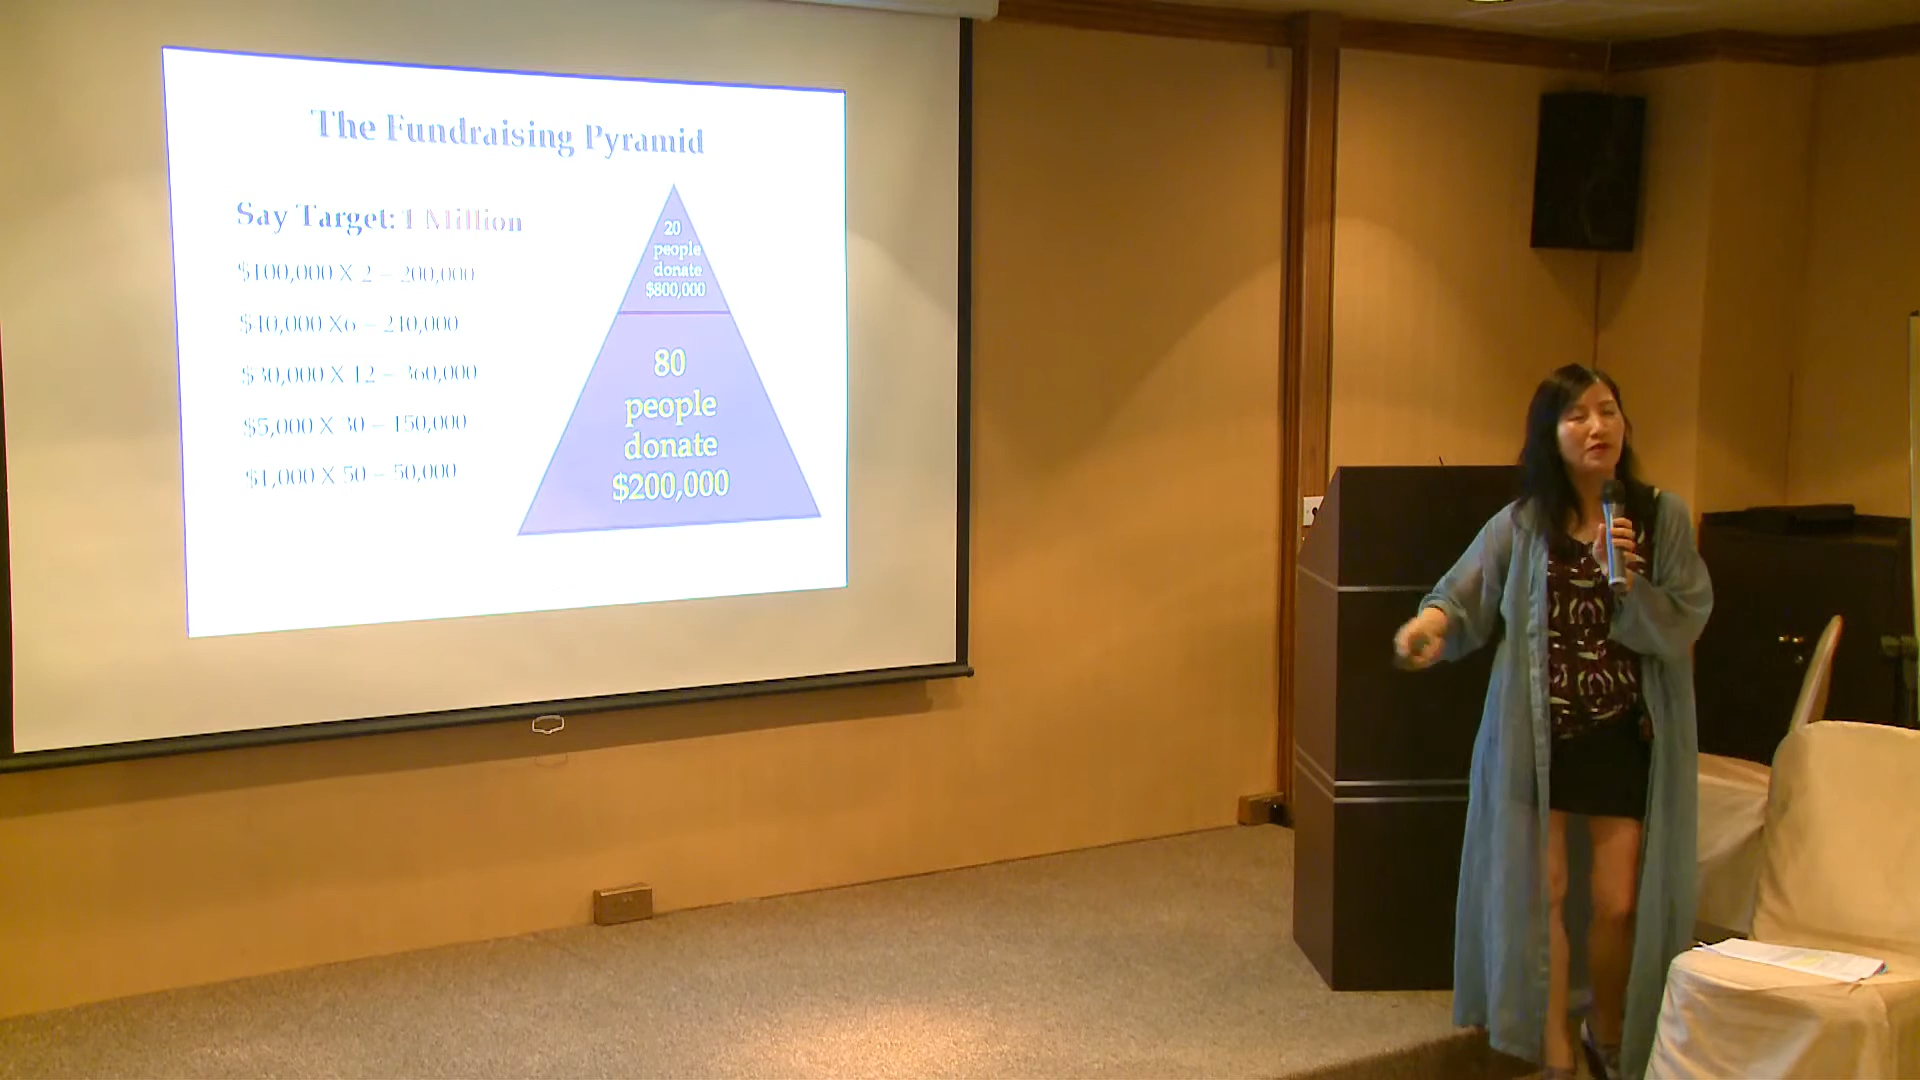 The Fundraising Pyramid
Say Target: 1 Million
$100,000 X 2 – 200,000
$40,000 X6 – 240,000
$30,000 X 12 – 360,000
$5,000 X 30 – 150,000
$1,000 X 50 – 50,000
20
people
donate
$800,000
80
people
donate
$200,000